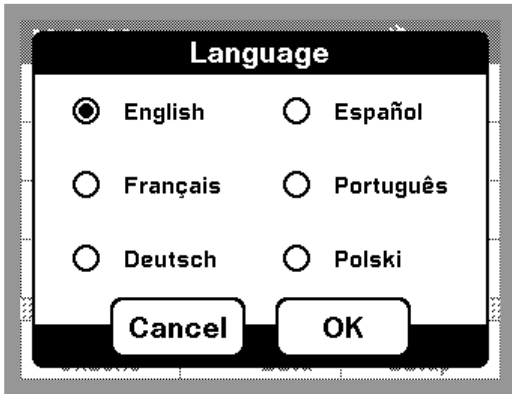 Language
English
Español
Français
Português
Deutsch
Polski
Cancel
OK